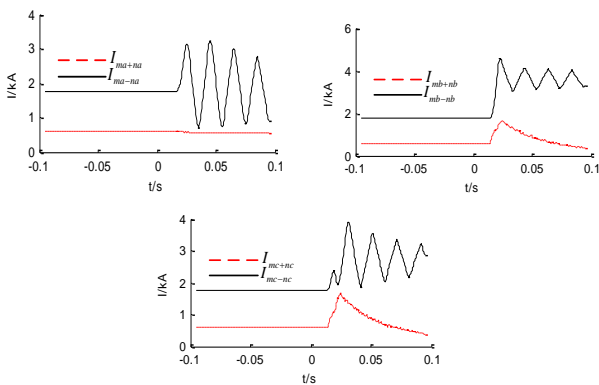 4
3
2
1
0
I/kA
I_{ma+na}
I_{ma-na}
-0.1 -0.05 0 0.05 0.1
t/s
6
4
2
0
I/kA
I_{mb+nb}
I_{mb-nb}
-0.1 -0.05 0 0.05 0.1
t/s
4
3
2
1
0
I/kA
I_{mc+nc}
I_{mc-nc}
-0.1 -0.05 0 0.05 0.1
t/s